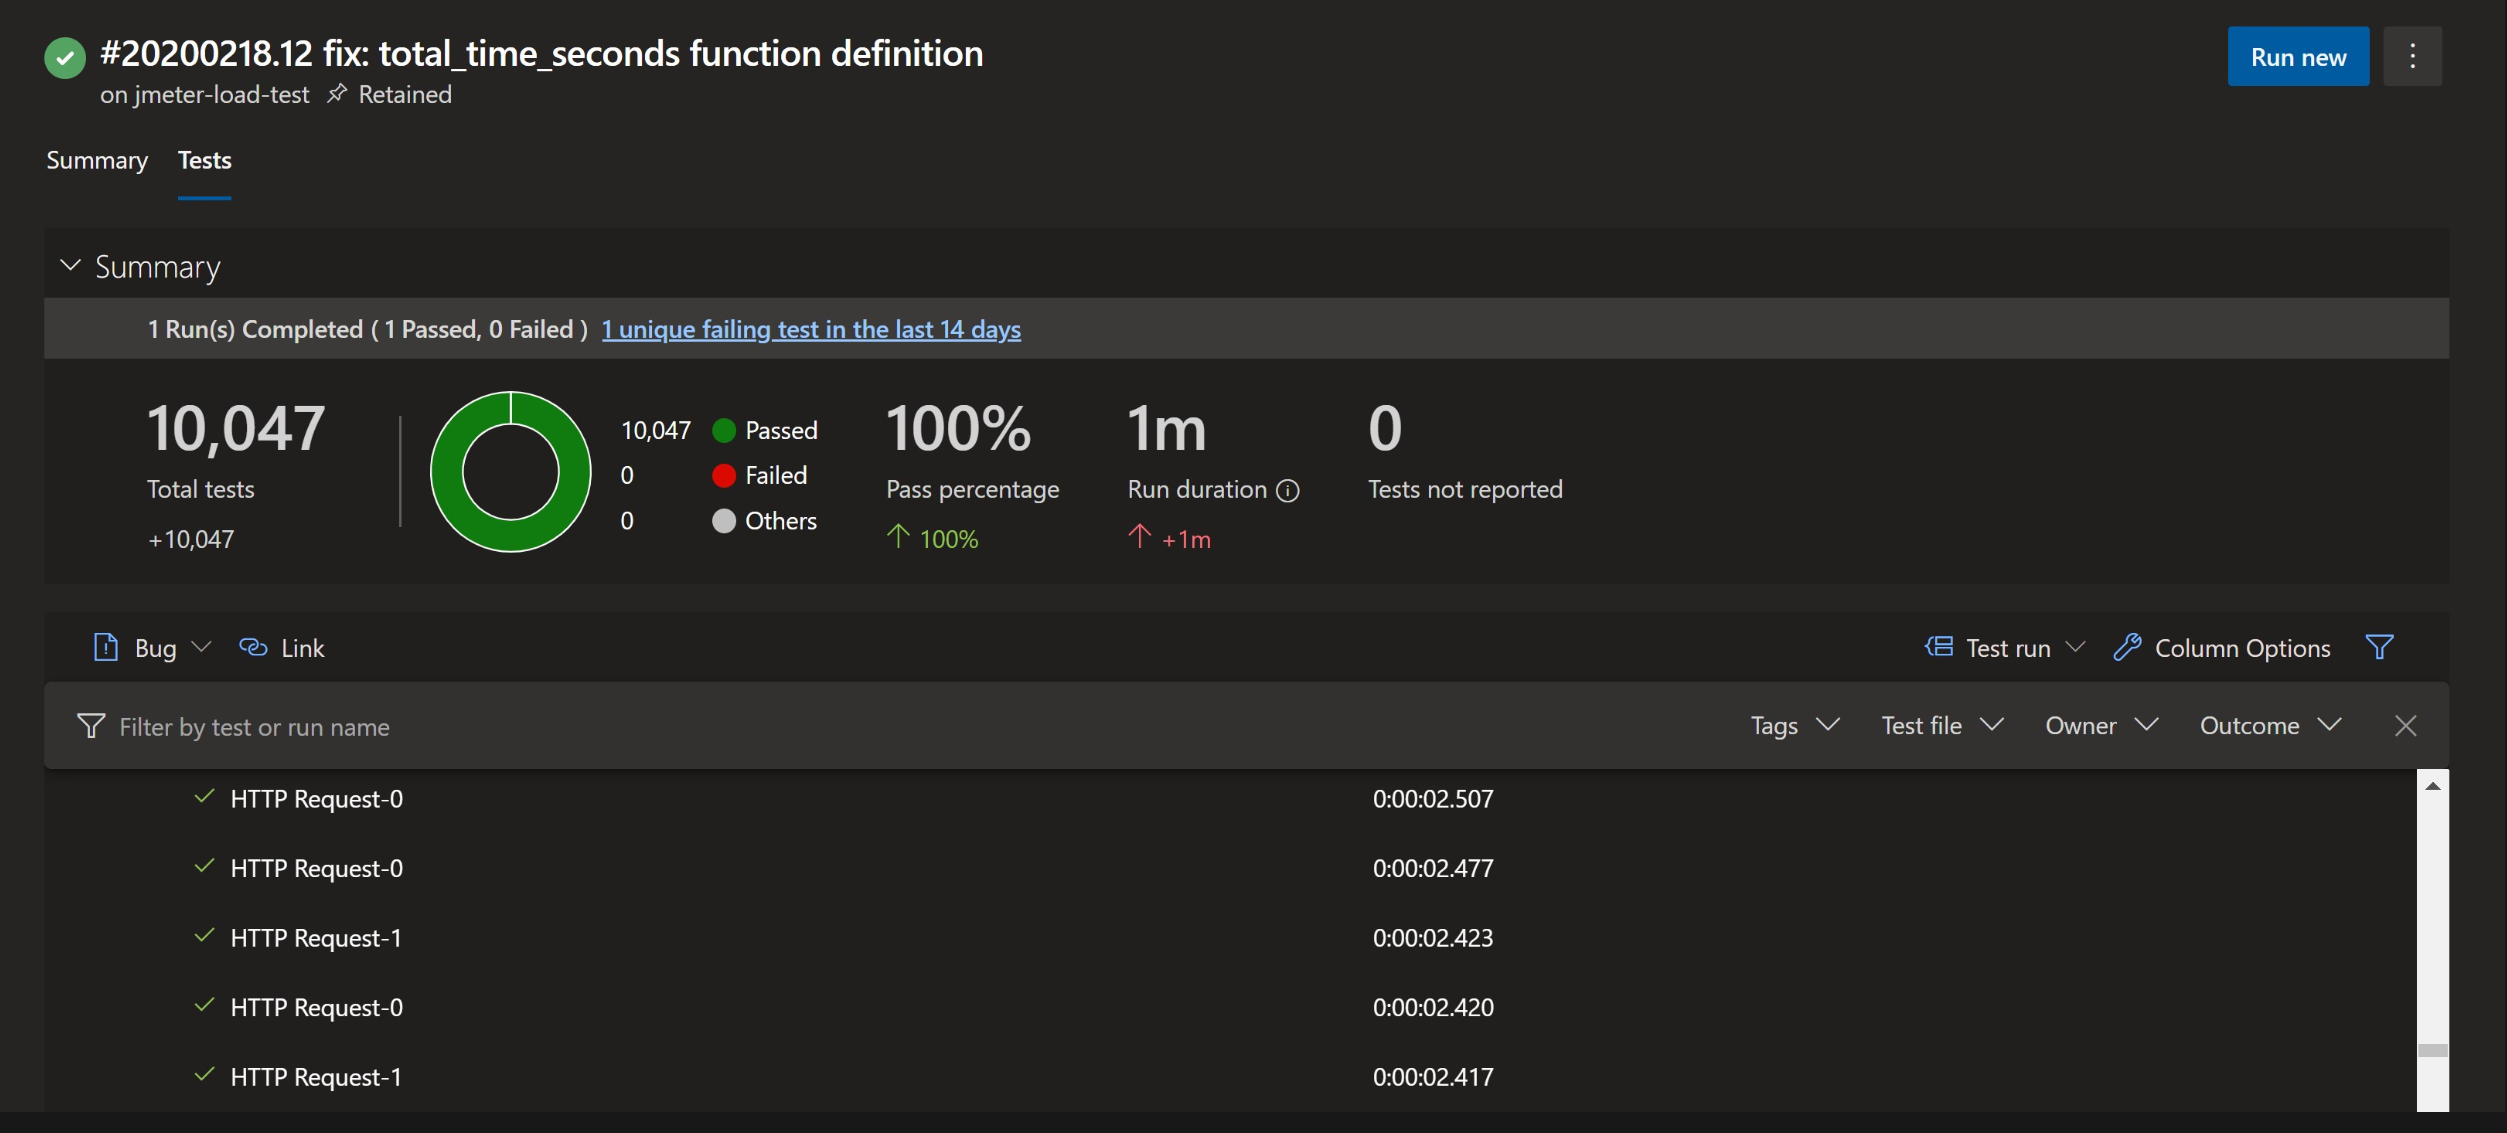 #20200218.12 fix: total_time_seconds function definition
Run new
on jmeter-load-test Retained
Summary Tests
Summary
1 Run(s) Completed ( 1 Passed, 0 Failed ) 1 unique failing test in the last 14 days
10,047
Total tests
+10,047
10,047 Passed
0 Failed
0 Others
100%
Pass percentage
100%
1m
Run duration
+1m
0
Tests not reported
Bug Link Test run Column Options
Filter by test or run name Tags Test file Owner Outcome
HTTP Request-0 0:00:02.507
HTTP Request-0 0:00:02.477
HTTP Request-1 0:00:02.423
HTTP Request-0 0:00:02.420
HTTP Request-1 0:00:02.417